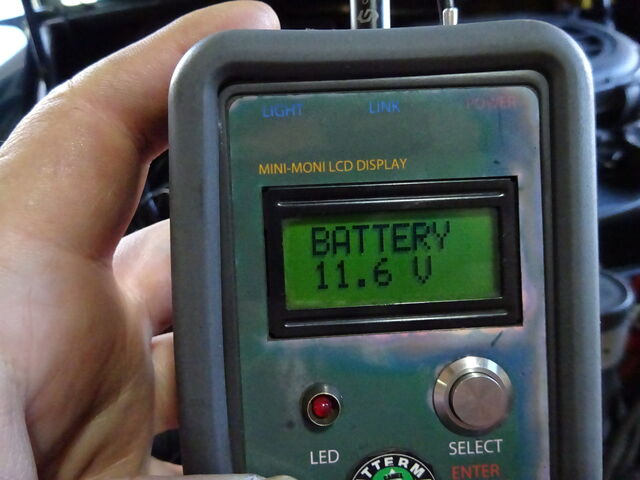 LIGHT LINK POWER
MINI-MONI LCD DISPLAY
BATTERY
11.6 V
LED
SELECT
ENTER